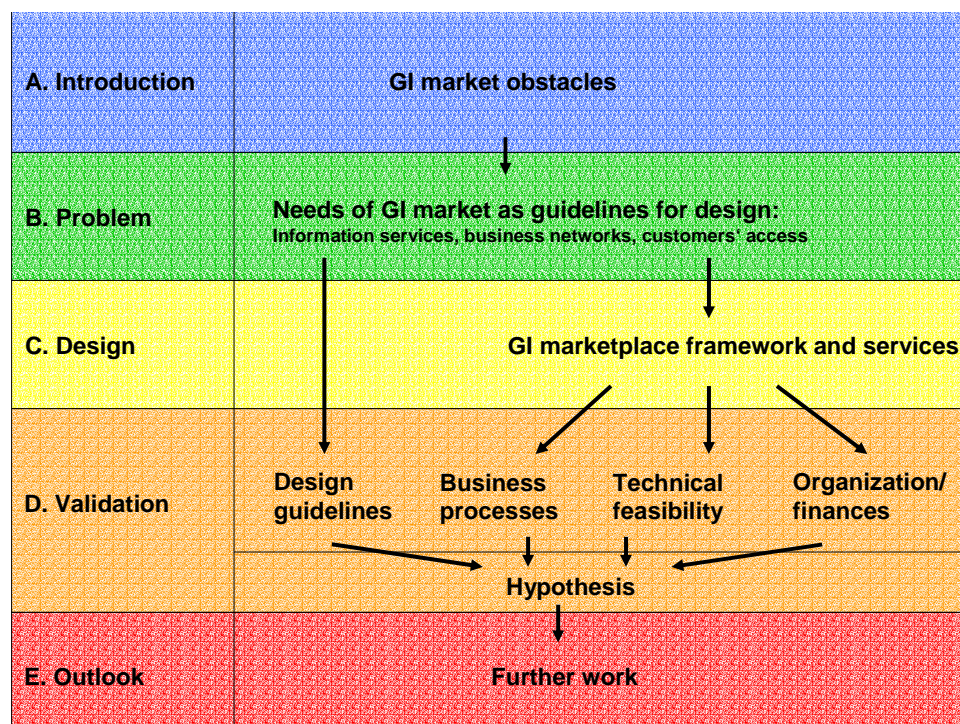 A. Introduction
GI market obstacles
B. Problem
Needs of GI market as guidelines for design:
Information services, business networks, customers‘ access
C. Design
GI marketplace framework and services
D. Validation
Design
guidelines
Business
processes
Technical
feasibility
Organization/
finances
Hypothesis
E. Outlook
Further work